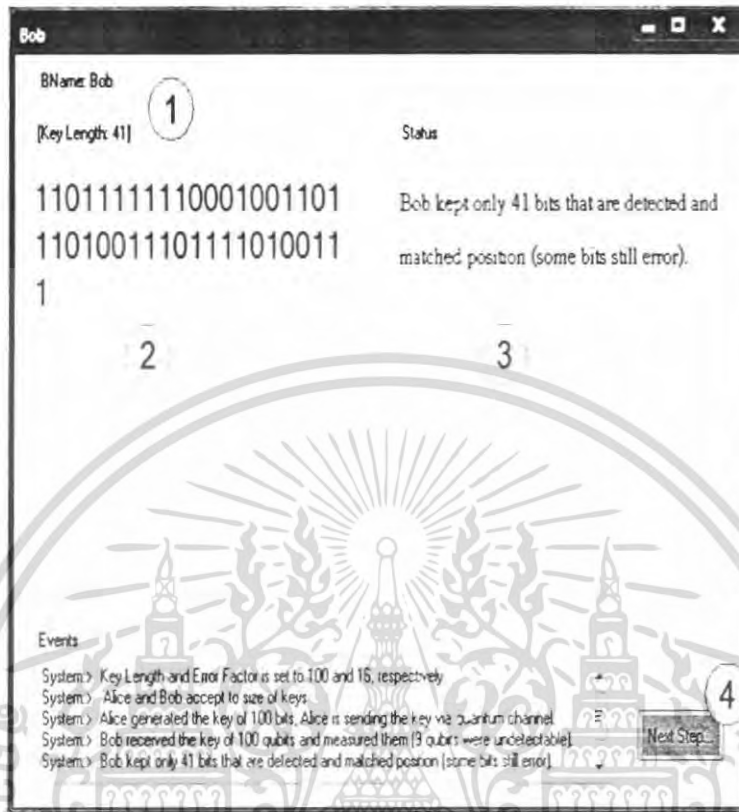 Bob
BName: Bob
1
[Key Length: 41]
Status
11011111110001001101
11010011101111010011
1
Bob kept only 41 bits that are detected and
matched position (some bits still error).
2
3
Events
System:> Key Length and Error Factor is set to 100 and 16, respectively
System:> Alice and Bob accept to size of keys
System:> Alice generated the key of 100 bits, Alice is sending the key via quantum channel
System:> Bob received the key of 100 qubits and measured them (9 qubits were undetectable)
System:> Bob kept only 41 bits that are detected and matched position (some bits still error)
4
Next Step...